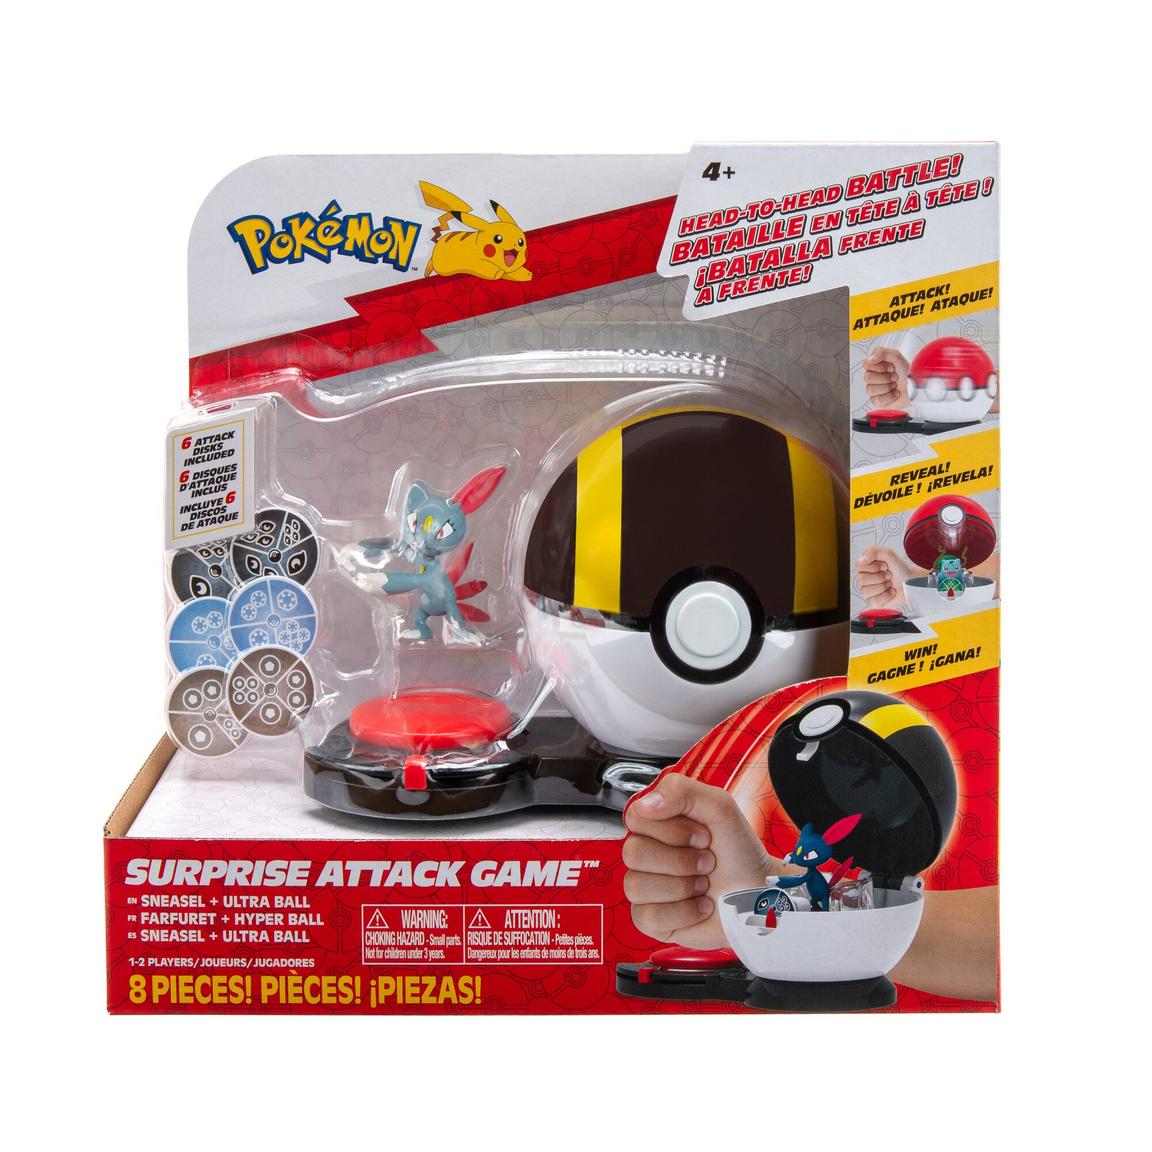 POKéMON™
4+
HEAD-TO-HEAD BATTLE!
BATAILLE EN TÊTE À TÊTE !
¡BATALLA FRENTE
A FRENTE!
ATTACK!
ATTAQUE! ATAQUE!
REVEAL!
DÉVOILE ! ¡REVELA!
WIN!
GAGNE ! ¡GANA!
6 ATTACK
DISKS
INCLUDED
6 DISQUES
D'ATTAQUE
INCLUS
INCLUYE 6
DISCOS
DE ATAQUE
SURPRISE ATTACK GAME™
EN SNEASEL + ULTRA BALL
FR FARFURET + HYPER BALL
ES SNEASEL + ULTRA BALL
1-2 PLAYERS/JOUEURS/JUGADORES
8 PIECES! PIÈCES! ¡PIEZAS!
WARNING:
CHOKING HAZARD - Small parts.
Not for children under 3 years.
ATTENTION :
RISQUE DE SUFFOCATION - Petites pièces.
Dangereux pour les enfants de moins de trois ans.